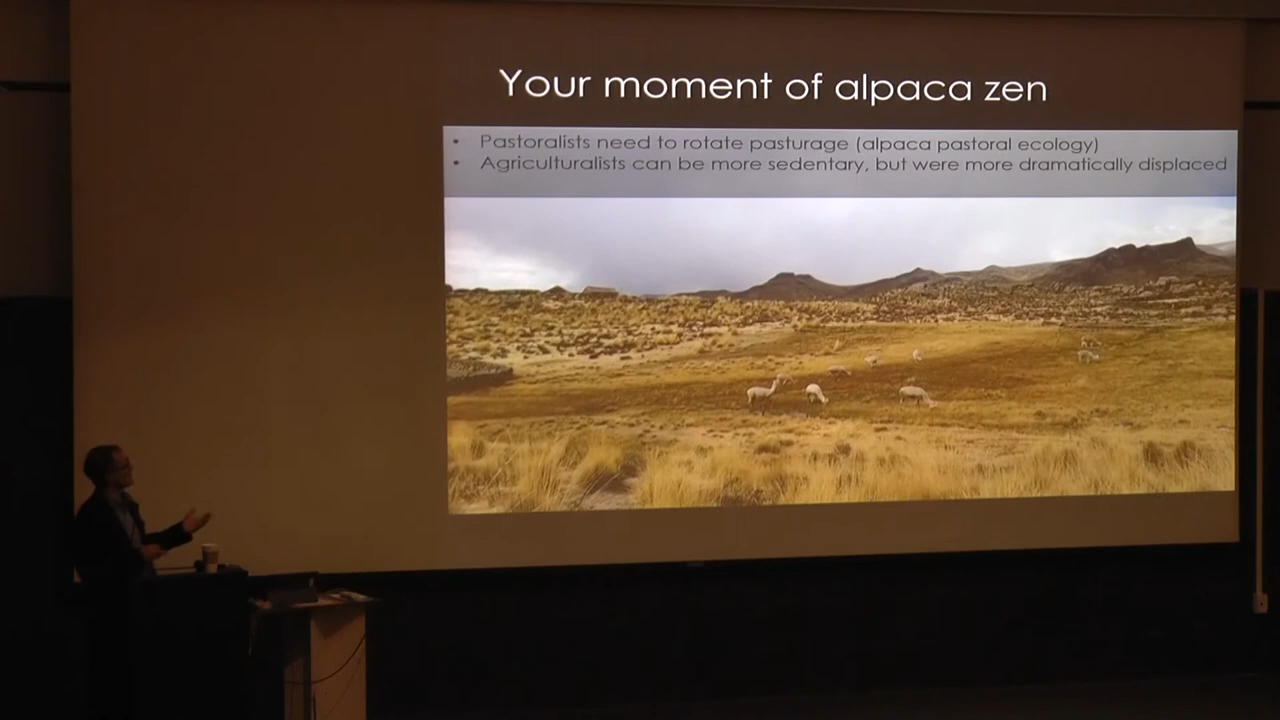 Your moment of alpaca zen
• Pastoralists need to rotate pasturage (alpaca pastoral ecology)
• Agriculturalists can be more sedentary, but were more dramatically displaced